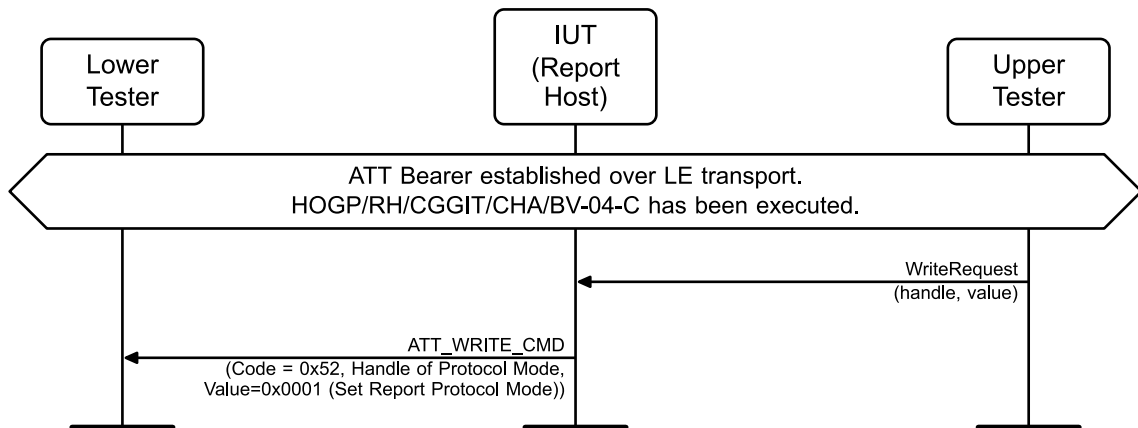 Lower
Tester
IUT
(Report
Host)
Upper
Tester
ATT Bearer established over LE transport.
HOGP/RH/CGGIT/CHA/BV-04-C has been executed.
WriteRequest
(handle, value)
ATT_WRITE_CMD
(Code = 0x52, Handle of Protocol Mode,
Value=0x0001 (Set Report Protocol Mode))